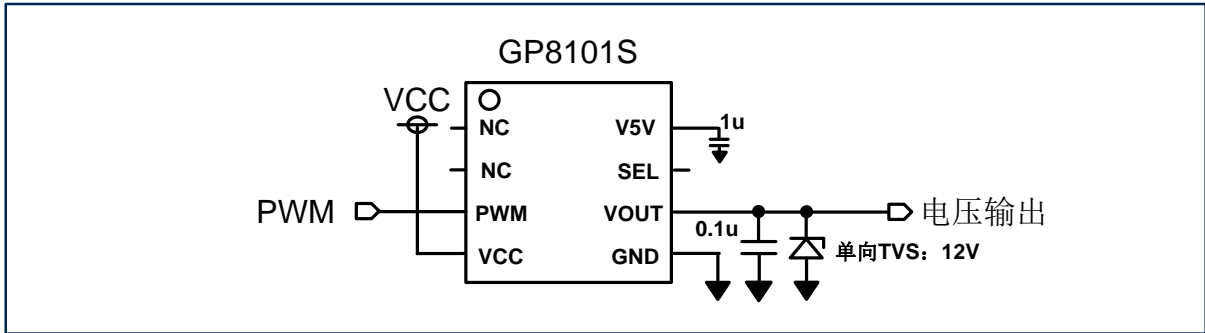 GP8101S
VCC
NC
V5V
1u
NC
SEL
PWM
PWM
VOUT
电压输出
0.1u
VCC
GND
单向TVS：12V